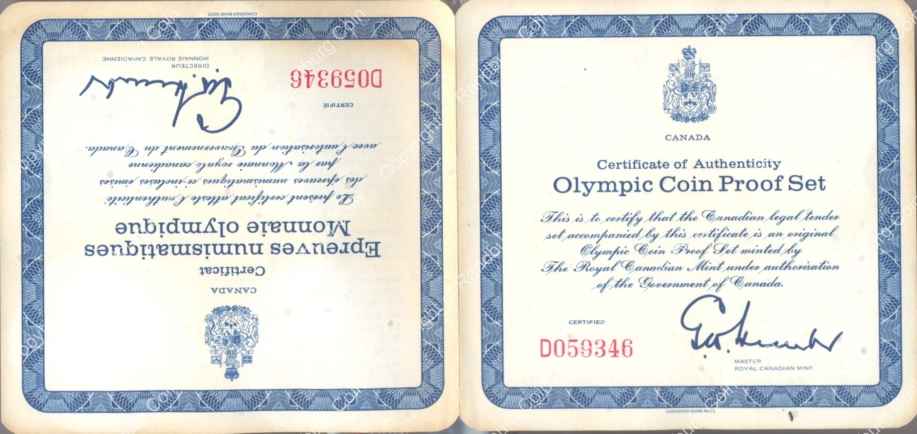 CANADA
Certificat
Epreuves numismatiques
Monnaie olympique
Le présent certificat atteste l'authenticité
des épreuves numismatiques ci-incluses émises
par la Monnaie royale canadienne
avec l'autorisation du Gouvernement du Canada.
CERTIFIÉ
D059346
DIRECTEUR
MONNAIE ROYALE CANADIENNE
CANADA
Certificate of Authenticity
Olympic Coin Proof Set
This is to certify that the Canadian legal tender
set accompanied by this certificate is an original
Olympic Coin Proof Set minted by
The Royal Canadian Mint under authorization
of the Government of Canada.
CERTIFIED
D059346
MASTER
ROYAL CANADIAN MINT